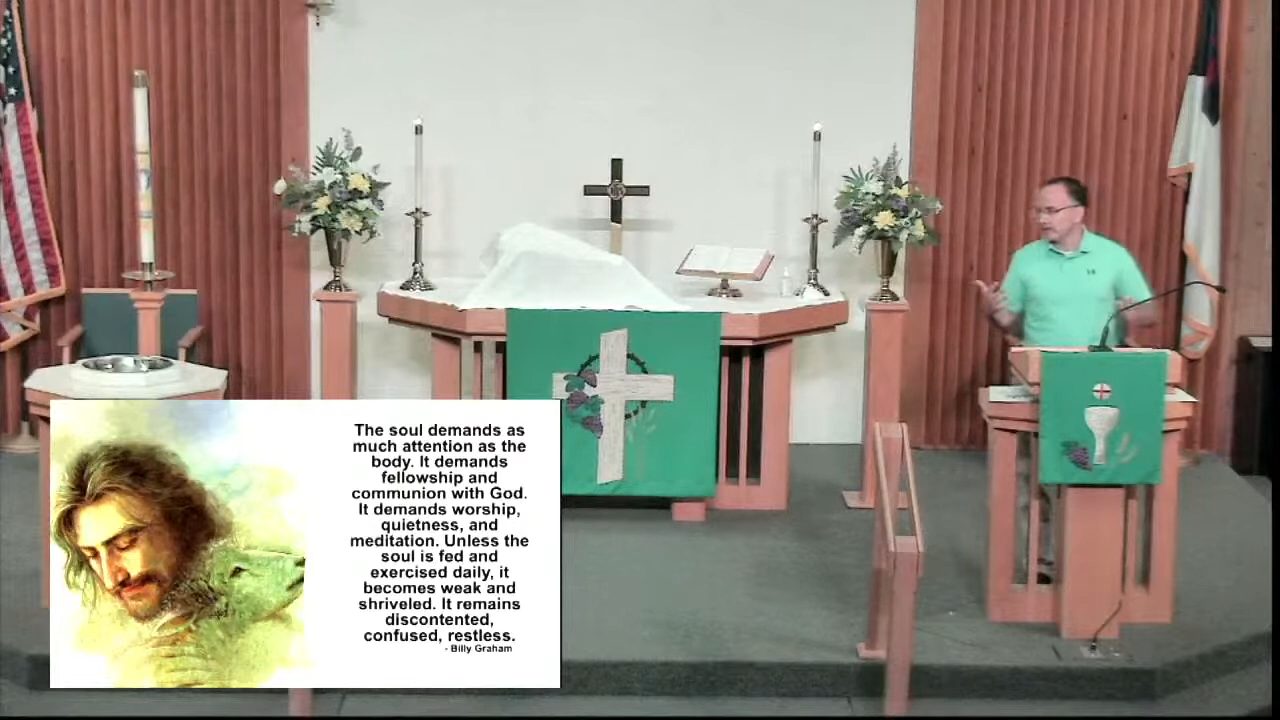 The soul demands as
much attention as the
body. It demands
fellowship and
communion with God.
It demands worship,
quietness, and
meditation. Unless the
soul is fed and
exercised daily, it
becomes weak and
shriveled. It remains
discontented,
confused, restless.
- Billy Graham